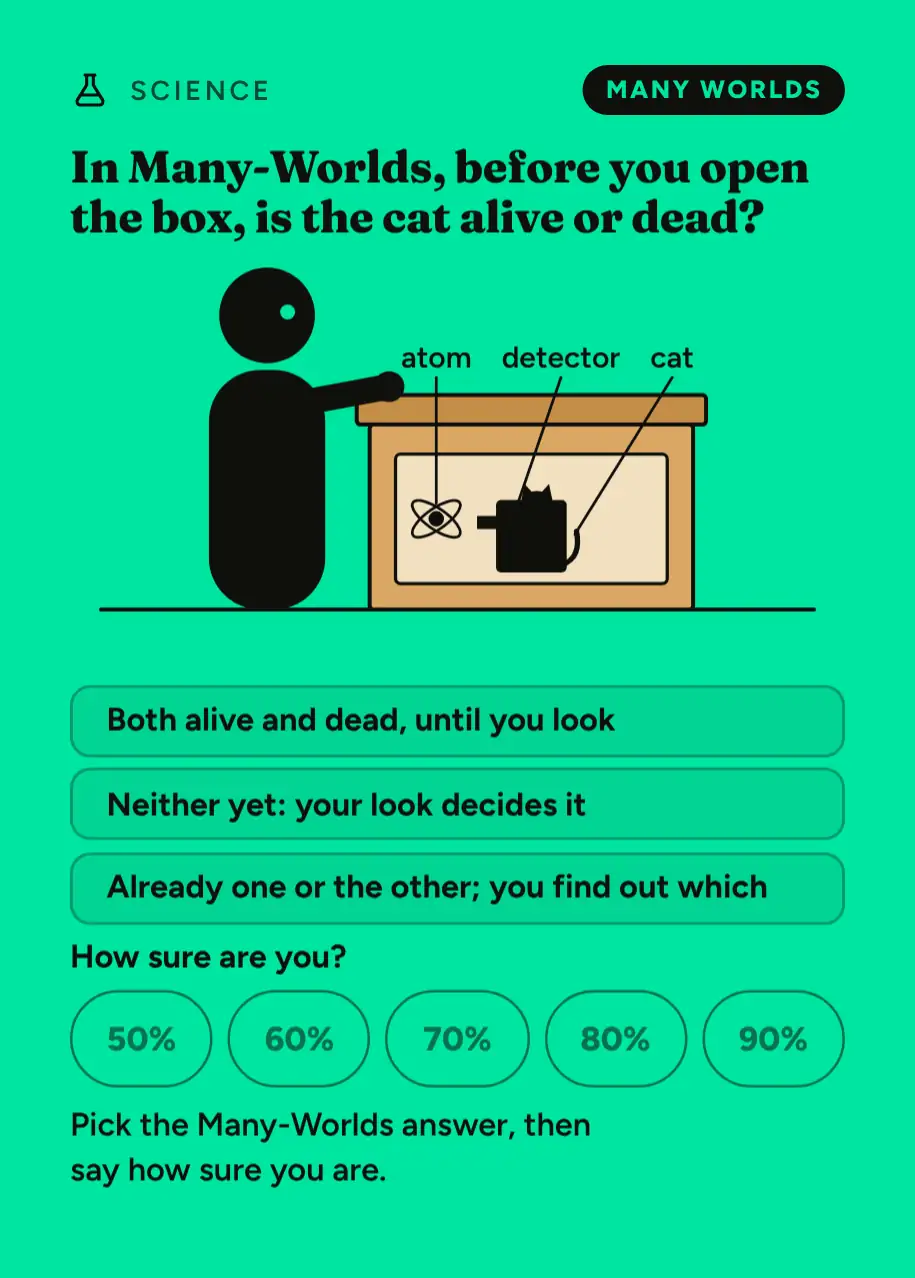 SCIENCE
MANY WORLDS
In Many-Worlds, before you open
the box, is the cat alive or dead?
atom detector cat
Both alive and dead, until you look
Neither yet: your look decides it
Already one or the other; you find out which
How sure are you?
50% 60% 70% 80% 90%
Pick the Many-Worlds answer, then
say how sure you are.